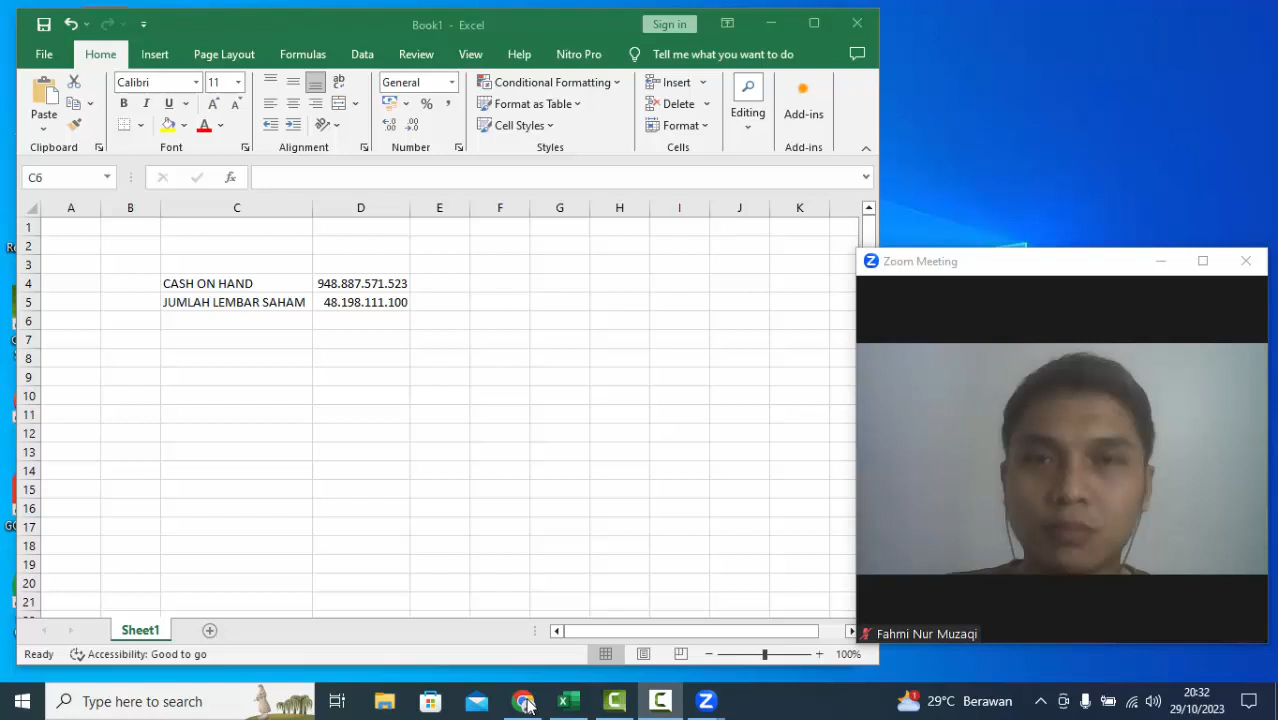 Book1 - Excel
Sign in
File Home Insert Page Layout Formulas Data Review View Help Nitro Pro Tell me what you want to do
Calibri 11 General Conditional Formatting Insert
Format as Table Delete
Cell Styles Format
Paste Editing Add-ins
Clipboard Font Alignment Number Styles Cells Add-ins
C6 fx
A B C D E F G H I J K
1
2
3
4 CASH ON HAND 948.887.571.523
5 JUMLAH LEMBAR SAHAM 48.198.111.100
6
7
8
9
10
11
12
13
14
15
16
17
18
19
20
21
Sheet1
Ready Accessibility: Good to go 100%
Zoom Meeting
Fahmi Nur Muzaqi
Type here to search
29°C Berawan
20:32
29/10/2023